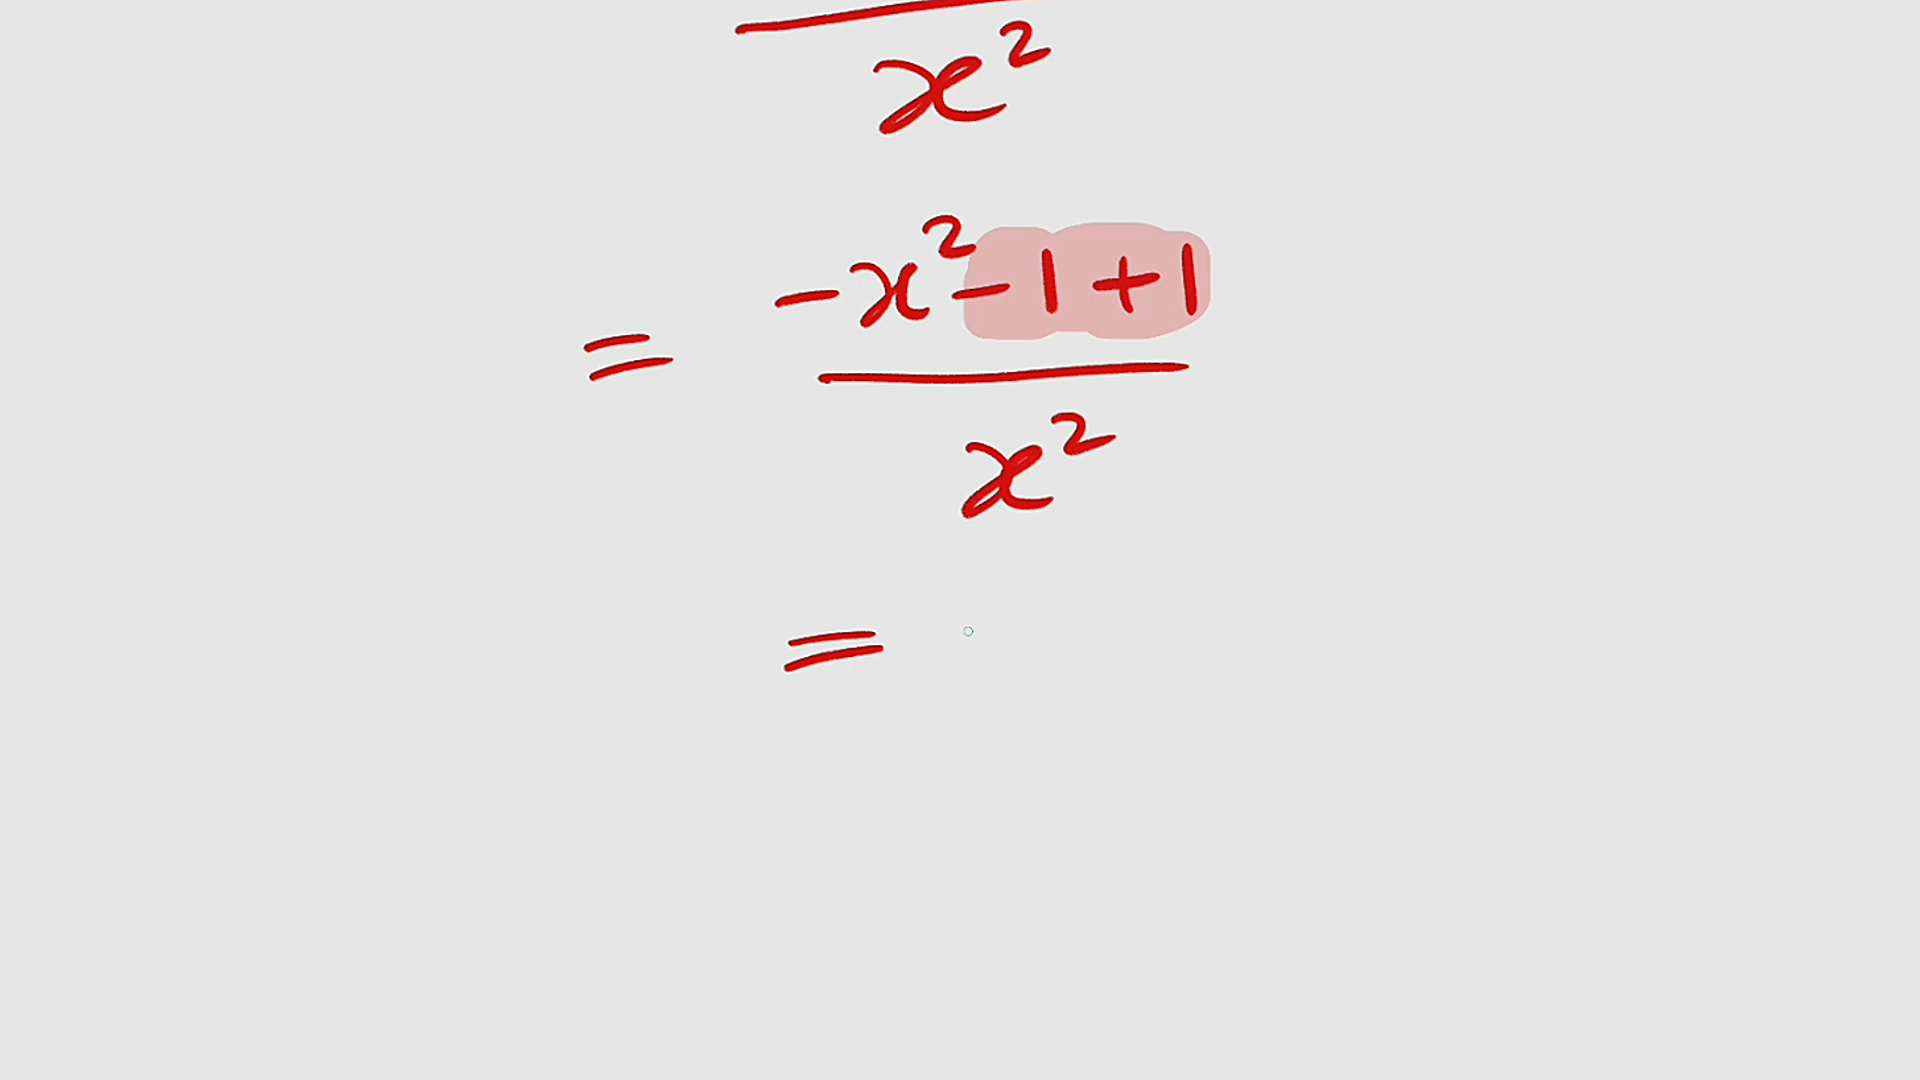 x²
-x² - 1 + 1
=
x²
=